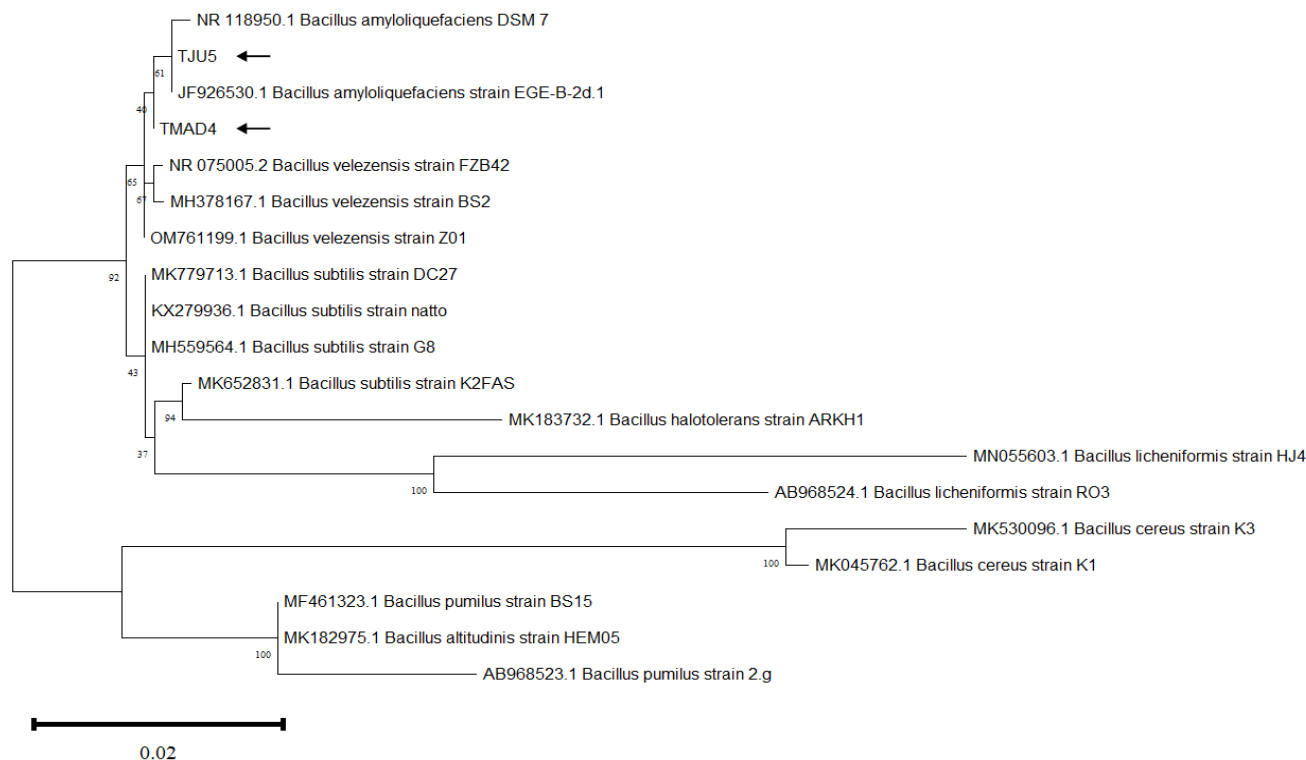 NR 118950.1 Bacillus amyloliquefaciens DSM 7
TJU5
61
JF926530.1 Bacillus amyloliquefaciens strain EGE-B-2d.1
40
TMAD4
NR 075005.2 Bacillus velezensis strain FZB42
65
67
MH378167.1 Bacillus velezensis strain BS2
OM761199.1 Bacillus velezensis strain Z01
92
MK779713.1 Bacillus subtilis strain DC27
KX279936.1 Bacillus subtilis strain natto
MH559564.1 Bacillus subtilis strain G8
43
MK652831.1 Bacillus subtilis strain K2FAS
94
MK183732.1 Bacillus halotolerans strain ARKH1
37
MN055603.1 Bacillus licheniformis strain HJ4
100
AB968524.1 Bacillus licheniformis strain RO3
MK530096.1 Bacillus cereus strain K3
100
MK045762.1 Bacillus cereus strain K1
MF461323.1 Bacillus pumilus strain BS15
MK182975.1 Bacillus altitudinis strain HEM05
100
AB968523.1 Bacillus pumilus strain 2.g
0.02